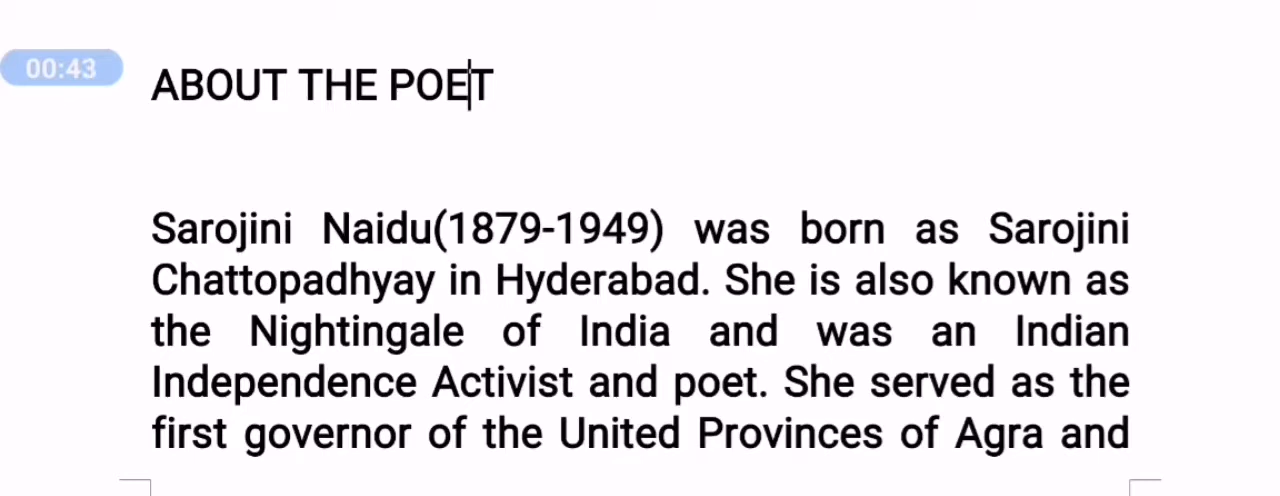 00:43
ABOUT THE POET
Sarojini Naidu(1879-1949) was born as Sarojini
Chattopadhyay in Hyderabad. She is also known as
the Nightingale of India and was an Indian
Independence Activist and poet. She served as the
first governor of the United Provinces of Agra and